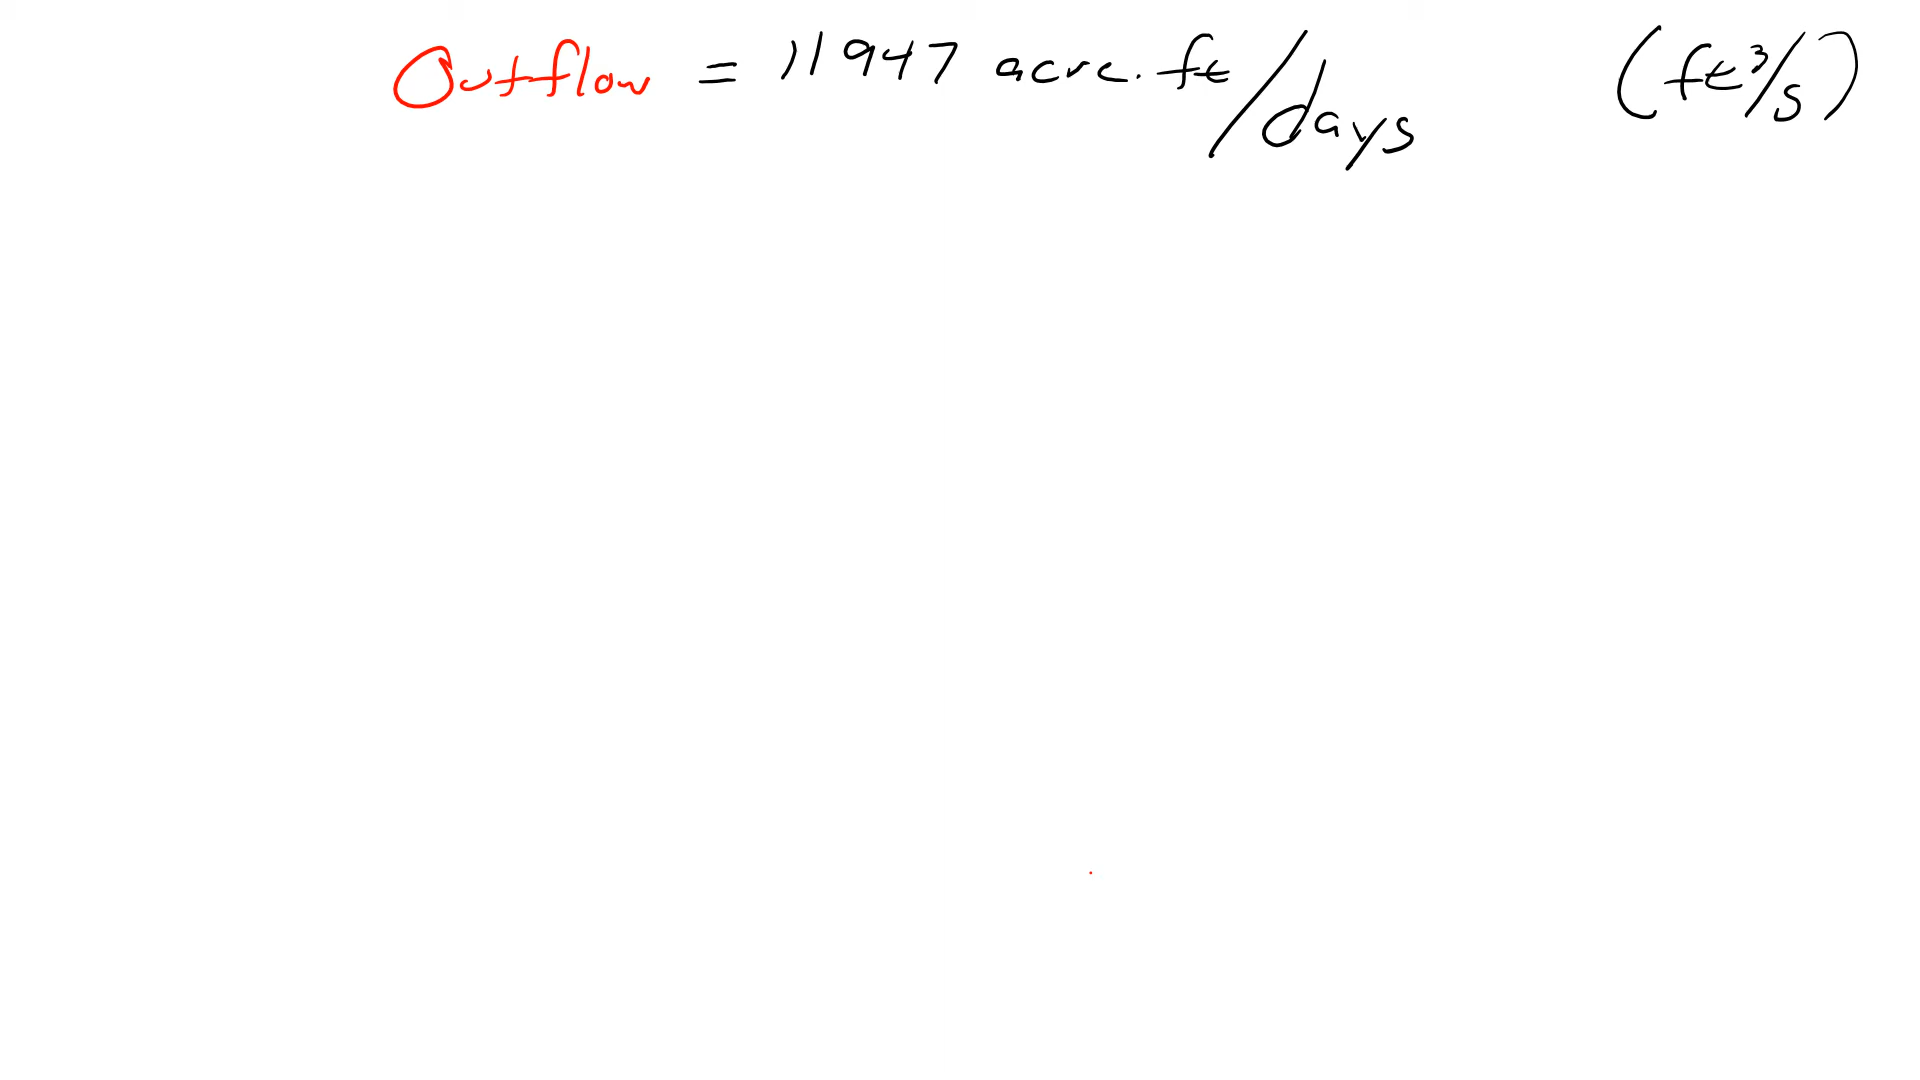 Outflow = 11947 acre.ft/days (ft³/s)